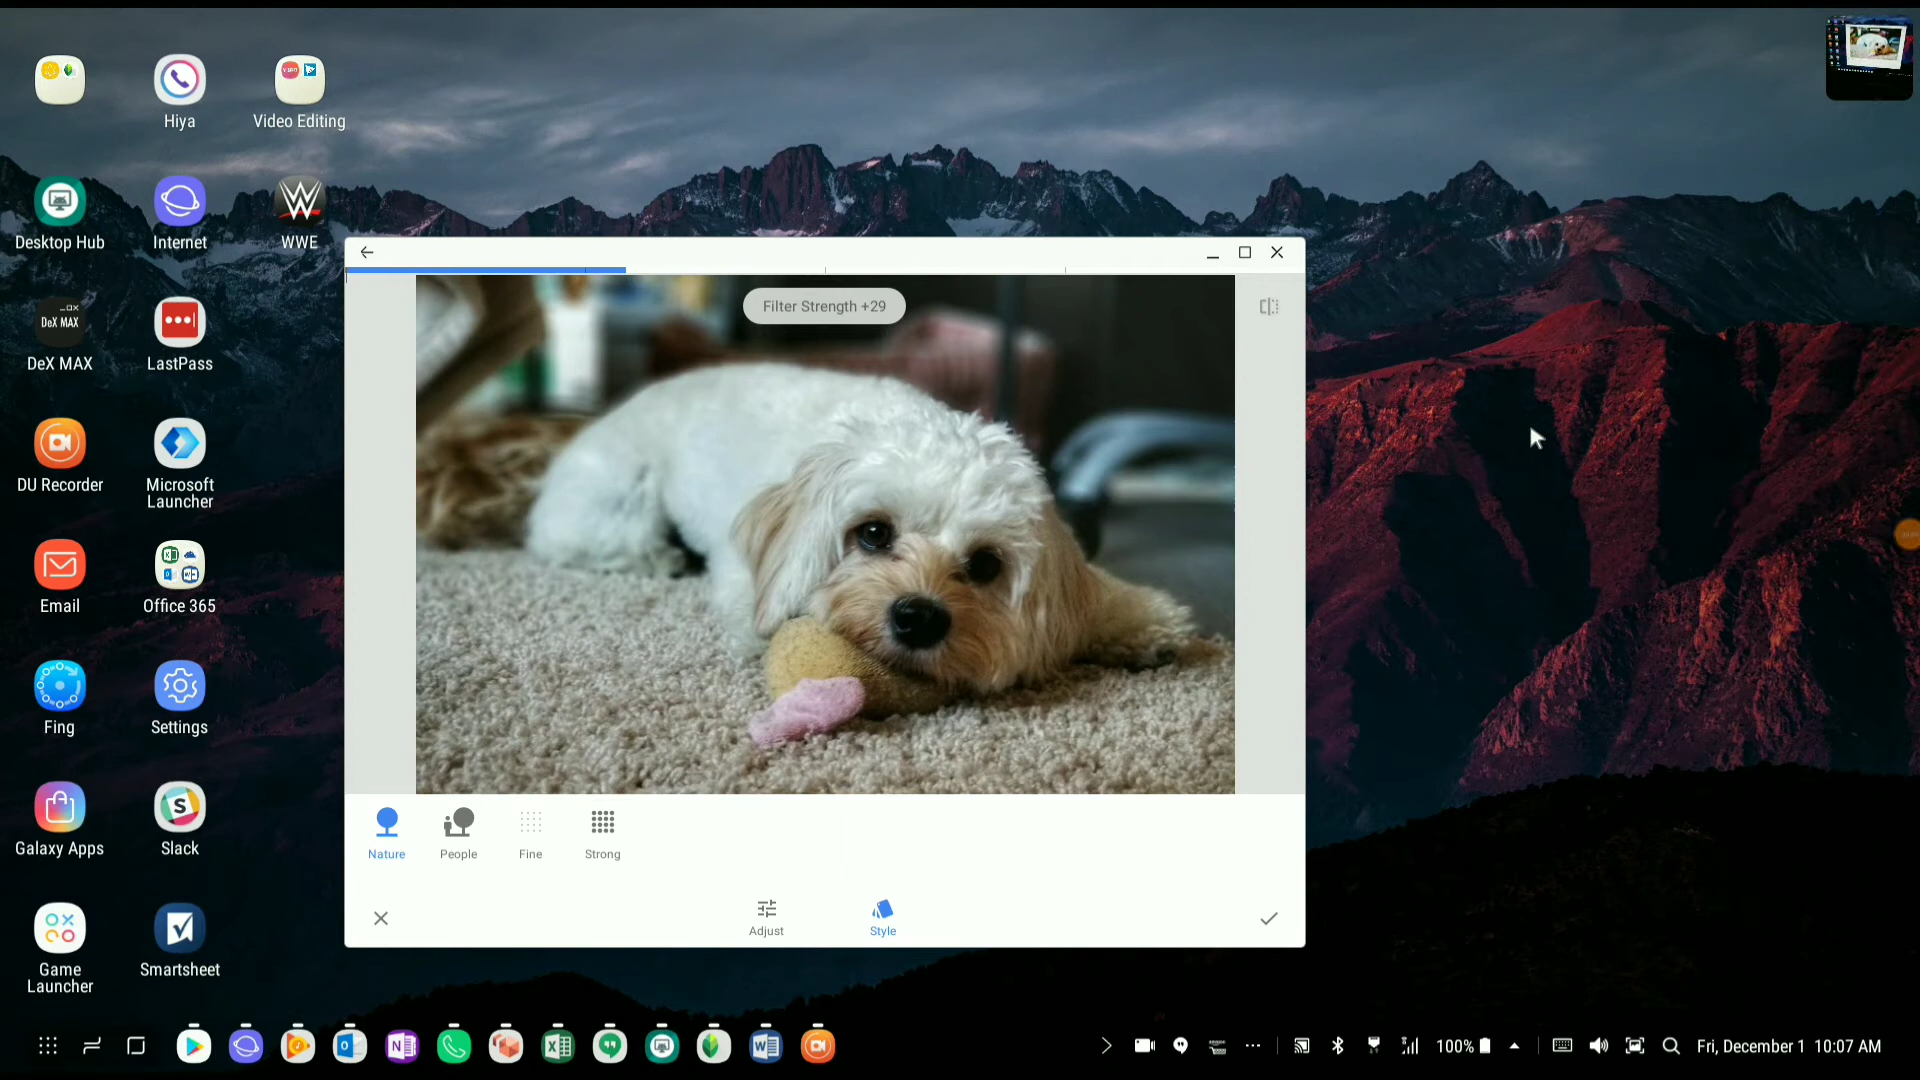 Hiya
Video Editing
Desktop Hub
Internet
WWE
DeX MAX
DeX MAX
LastPass
DU Recorder
Microsoft
Launcher
Email
Office 365
Fing
Settings
Galaxy Apps
Slack
Game
Launcher
Smartsheet
Filter Strength +29
Nature
People
Fine
Strong
Adjust
Style
100%
Fri, December 1 10:07 AM